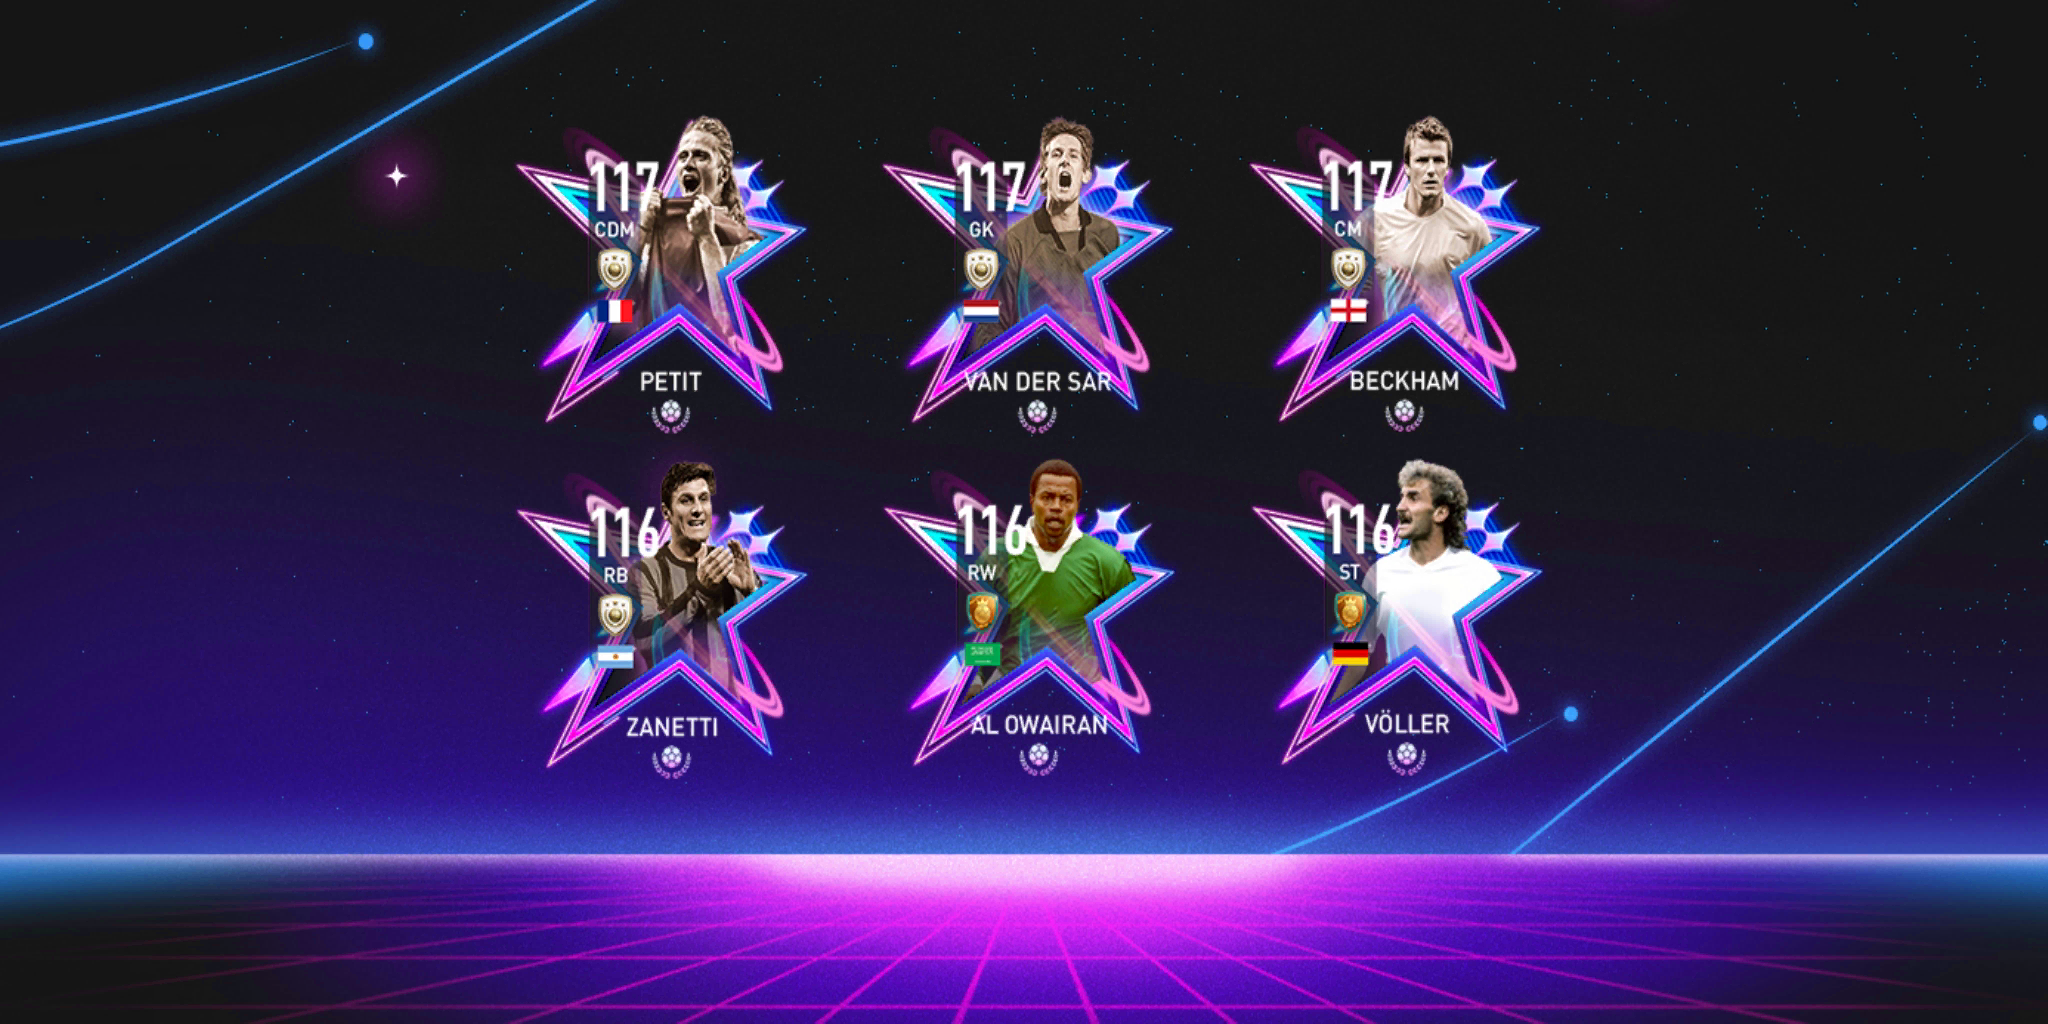 117
CDM
PETIT
117
GK
VAN DER SAR
117
CM
BECKHAM
116
RB
ZANETTI
116
RW
AL OWAIRAN
116
ST
VÖLLER